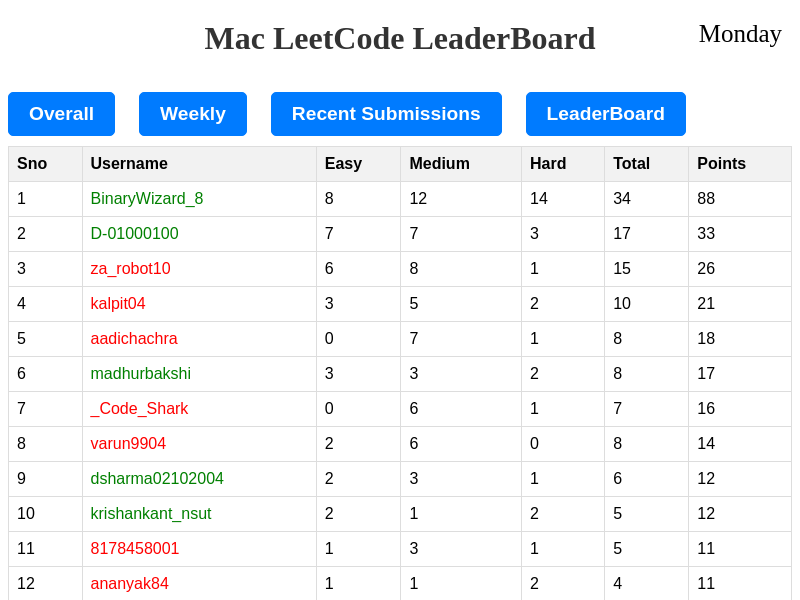 Mac LeetCode LeaderBoard
Monday
Overall Weekly Recent Submissions LeaderBoard
Sno Username Easy Medium Hard Total Points
1 BinaryWizard_8 8 12 14 34 88
2 D-01000100 7 7 3 17 33
3 za_robot10 6 8 1 15 26
4 kalpit04 3 5 2 10 21
5 aadichachra 0 7 1 8 18
6 madhurbakshi 3 3 2 8 17
7 _Code_Shark 0 6 1 7 16
8 varun9904 2 6 0 8 14
9 dsharma02102004 2 3 1 6 12
10 krishankant_nsut 2 1 2 5 12
11 8178458001 1 3 1 5 11
12 ananyak84 1 1 2 4 11